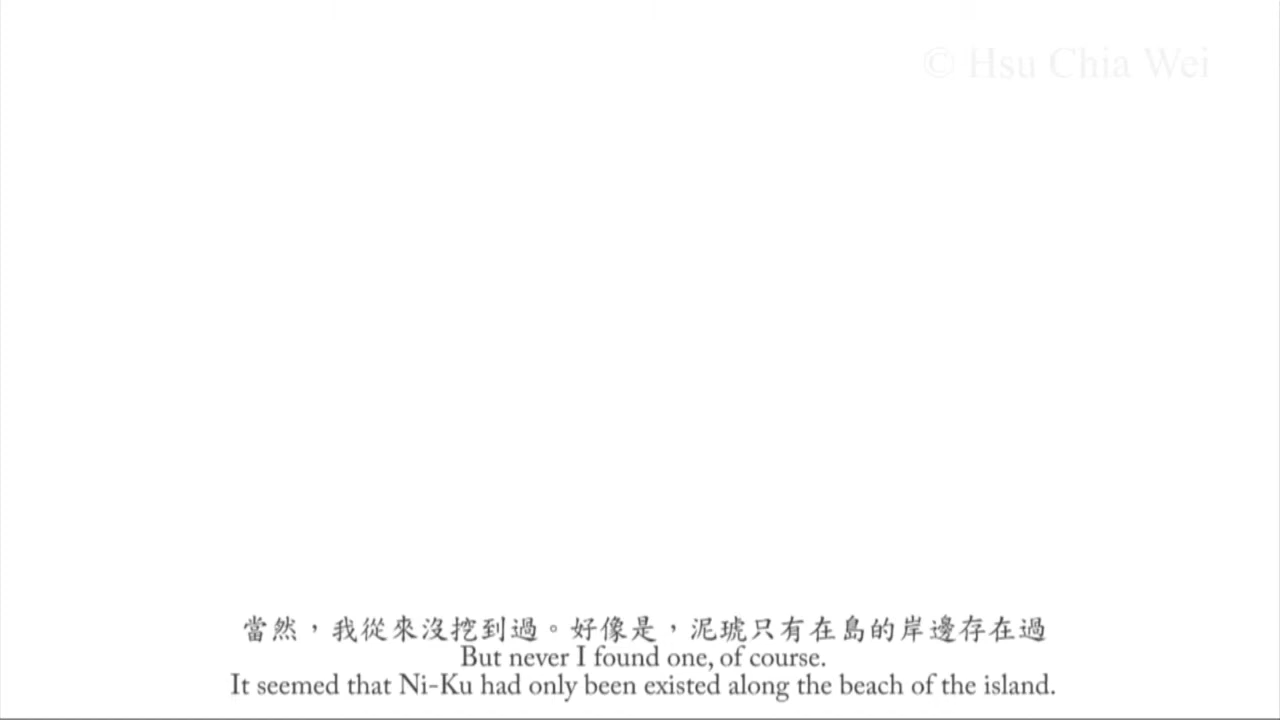 © Hsu Chia Wei
當然，我從來沒挖到過。好像是，泥琥只有在島的岸邊存在過
But never I found one, of course.
It seemed that Ni-Ku had only been existed along the beach of the island.